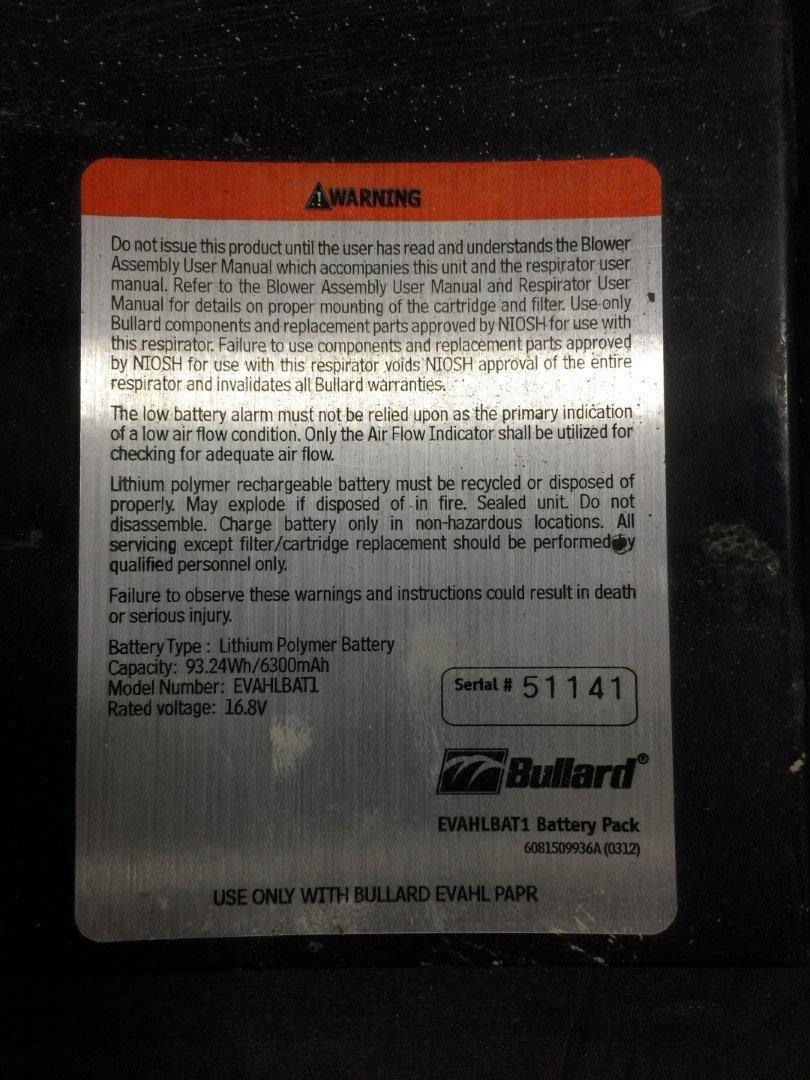 WARNING
Do not issue this product until the user has read and understands the Blower
Assembly User Manual which accompanies this unit and the respirator user
manual. Refer to the Blower Assembly User Manual and Respirator User
Manual for details on proper mounting of the cartridge and filter. Use only
Bullard components and replacement parts approved by NIOSH for use with
this respirator. Failure to use components and replacement parts approved
by NIOSH for use with this respirator voids NIOSH approval of the entire
respirator and invalidates all Bullard warranties.
The low battery alarm must not be relied upon as the primary indication
of a low air flow condition. Only the Air Flow Indicator shall be utilized for
checking for adequate air flow.
Lithium polymer rechargeable battery must be recycled or disposed of
properly. May explode if disposed of in fire. Sealed unit. Do not
disassemble. Charge battery only in non-hazardous locations. All
servicing except filter/cartridge replacement should be performed by
qualified personnel only.
Failure to observe these warnings and instructions could result in death
or serious injury.
Battery Type : Lithium Polymer Battery
Capacity: 93.24Wh/6300mAh
Model Number: EVAHLBAT1
Rated voltage: 16.8V
Serial # 51141
Bullard®
EVAHLBAT1 Battery Pack
6081509936A (0312)
USE ONLY WITH BULLARD EVAHL PAPR